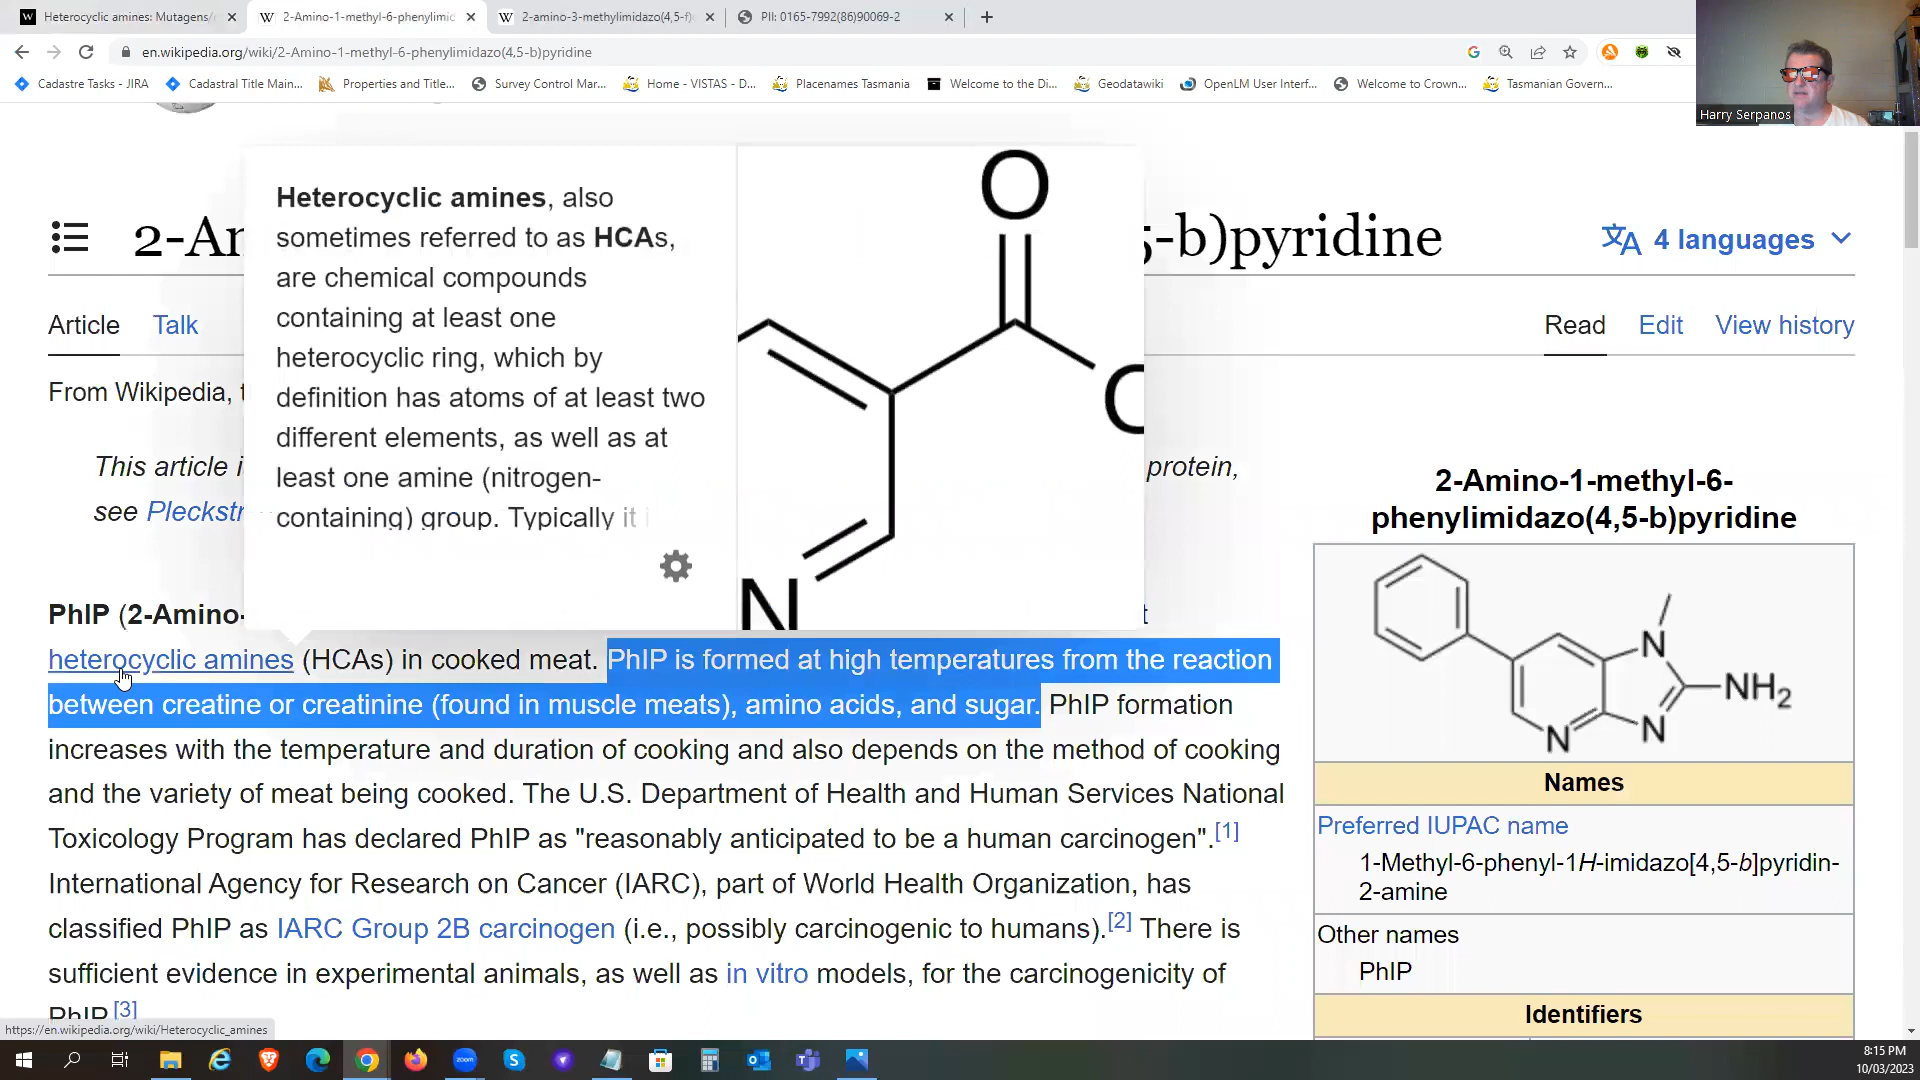 Heterocyclic amines: Mutagens/
2-Amino-1-methyl-6-phenylimid
2-amino-3-methylimidazo(4,5-f)
PII: 0165-7992(86)90069-2
en.wikipedia.org/wiki/2-Amino-1-methyl-6-phenylimidazo(4,5-b)pyridine
Cadastre Tasks - JIRA
Cadastral Title Main...
Properties and Title...
Survey Control Mar...
Home - VISTAS - D...
Placenames Tasmania
Welcome to the Di...
Geodatawiki
OpenLM User Interf...
Welcome to Crown...
Tasmanian Govern...
Harry Serpanos
2-Am
5-b)pyridine
4 languages
Article
Talk
Read
Edit
View history
From Wikipedia, t
This article i
protein,
see Pleckstr
Heterocyclic amines, also
sometimes referred to as HCAs,
are chemical compounds
containing at least one
heterocyclic ring, which by
definition has atoms of at least two
different elements, as well as at
least one amine (nitrogen-
containing) group. Typically it i
O
O
N
PhIP (2-Amino-
t
heterocyclic amines (HCAs) in cooked meat. PhIP is formed at high temperatures from the reaction
between creatine or creatinine (found in muscle meats), amino acids, and sugar. PhIP formation
increases with the temperature and duration of cooking and also depends on the method of cooking
and the variety of meat being cooked. The U.S. Department of Health and Human Services National
Toxicology Program has declared PhIP as "reasonably anticipated to be a human carcinogen".[1]
International Agency for Research on Cancer (IARC), part of World Health Organization, has
classified PhIP as IARC Group 2B carcinogen (i.e., possibly carcinogenic to humans).[2] There is
sufficient evidence in experimental animals, as well as in vitro models, for the carcinogenicity of
PhIP.[3]
2-Amino-1-methyl-6-
phenylimidazo(4,5-b)pyridine
N
NH2
N
N
Names
Preferred IUPAC name
1-Methyl-6-phenyl-1H-imidazo[4,5-b]pyridin-
2-amine
Other names
PhIP
Identifiers
https://en.wikipedia.org/wiki/Heterocyclic_amines
8:15 PM
10/03/2023